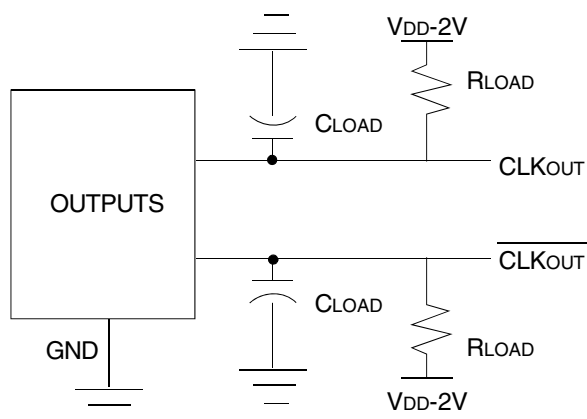 VDD-2V
RLOAD
CLOAD
CLKOUT
OUTPUTS
CLKOUT
CLOAD
GND
RLOAD
VDD-2V